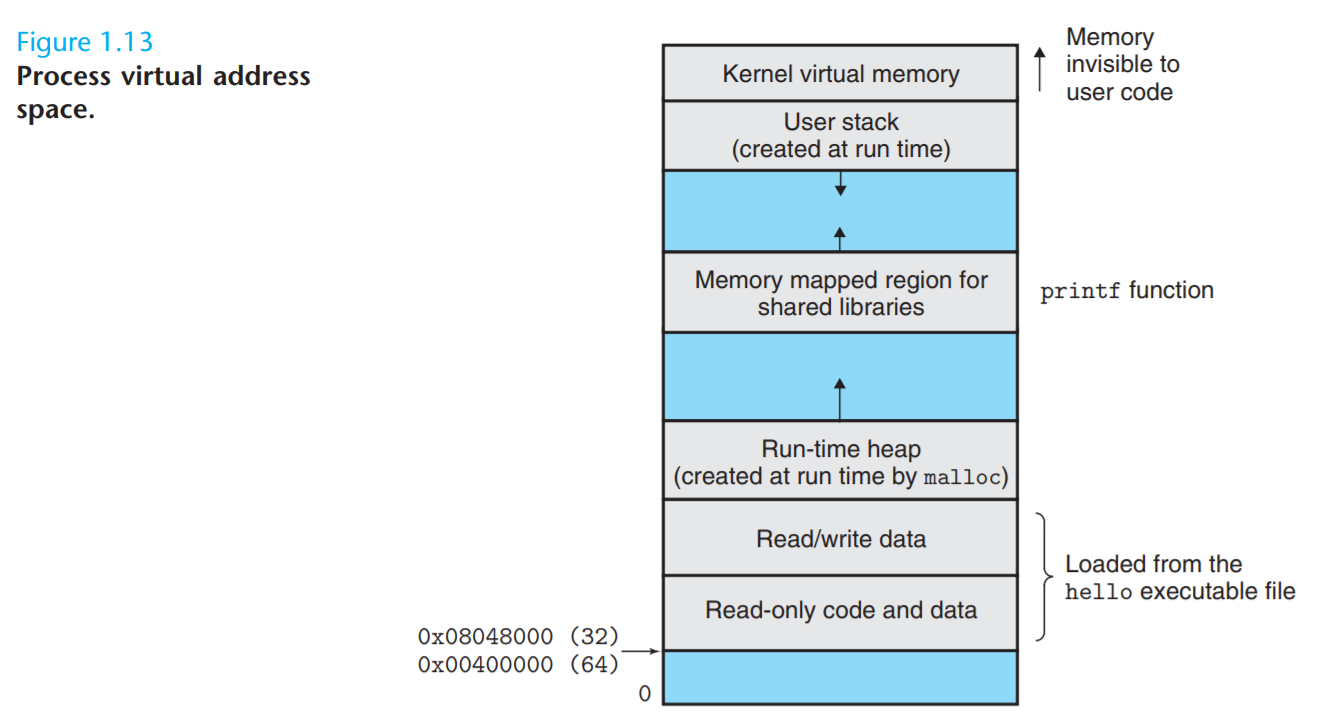 Figure 1.13
Process virtual address
space.
Kernel virtual memory
Memory
invisible to
user code
User stack
(created at run time)
Memory mapped region for
shared libraries
printf function
Run-time heap
(created at run time by malloc)
Read/write data
Read-only code and data
Loaded from the
hello executable file
0x08048000 (32)
0x00400000 (64)
0